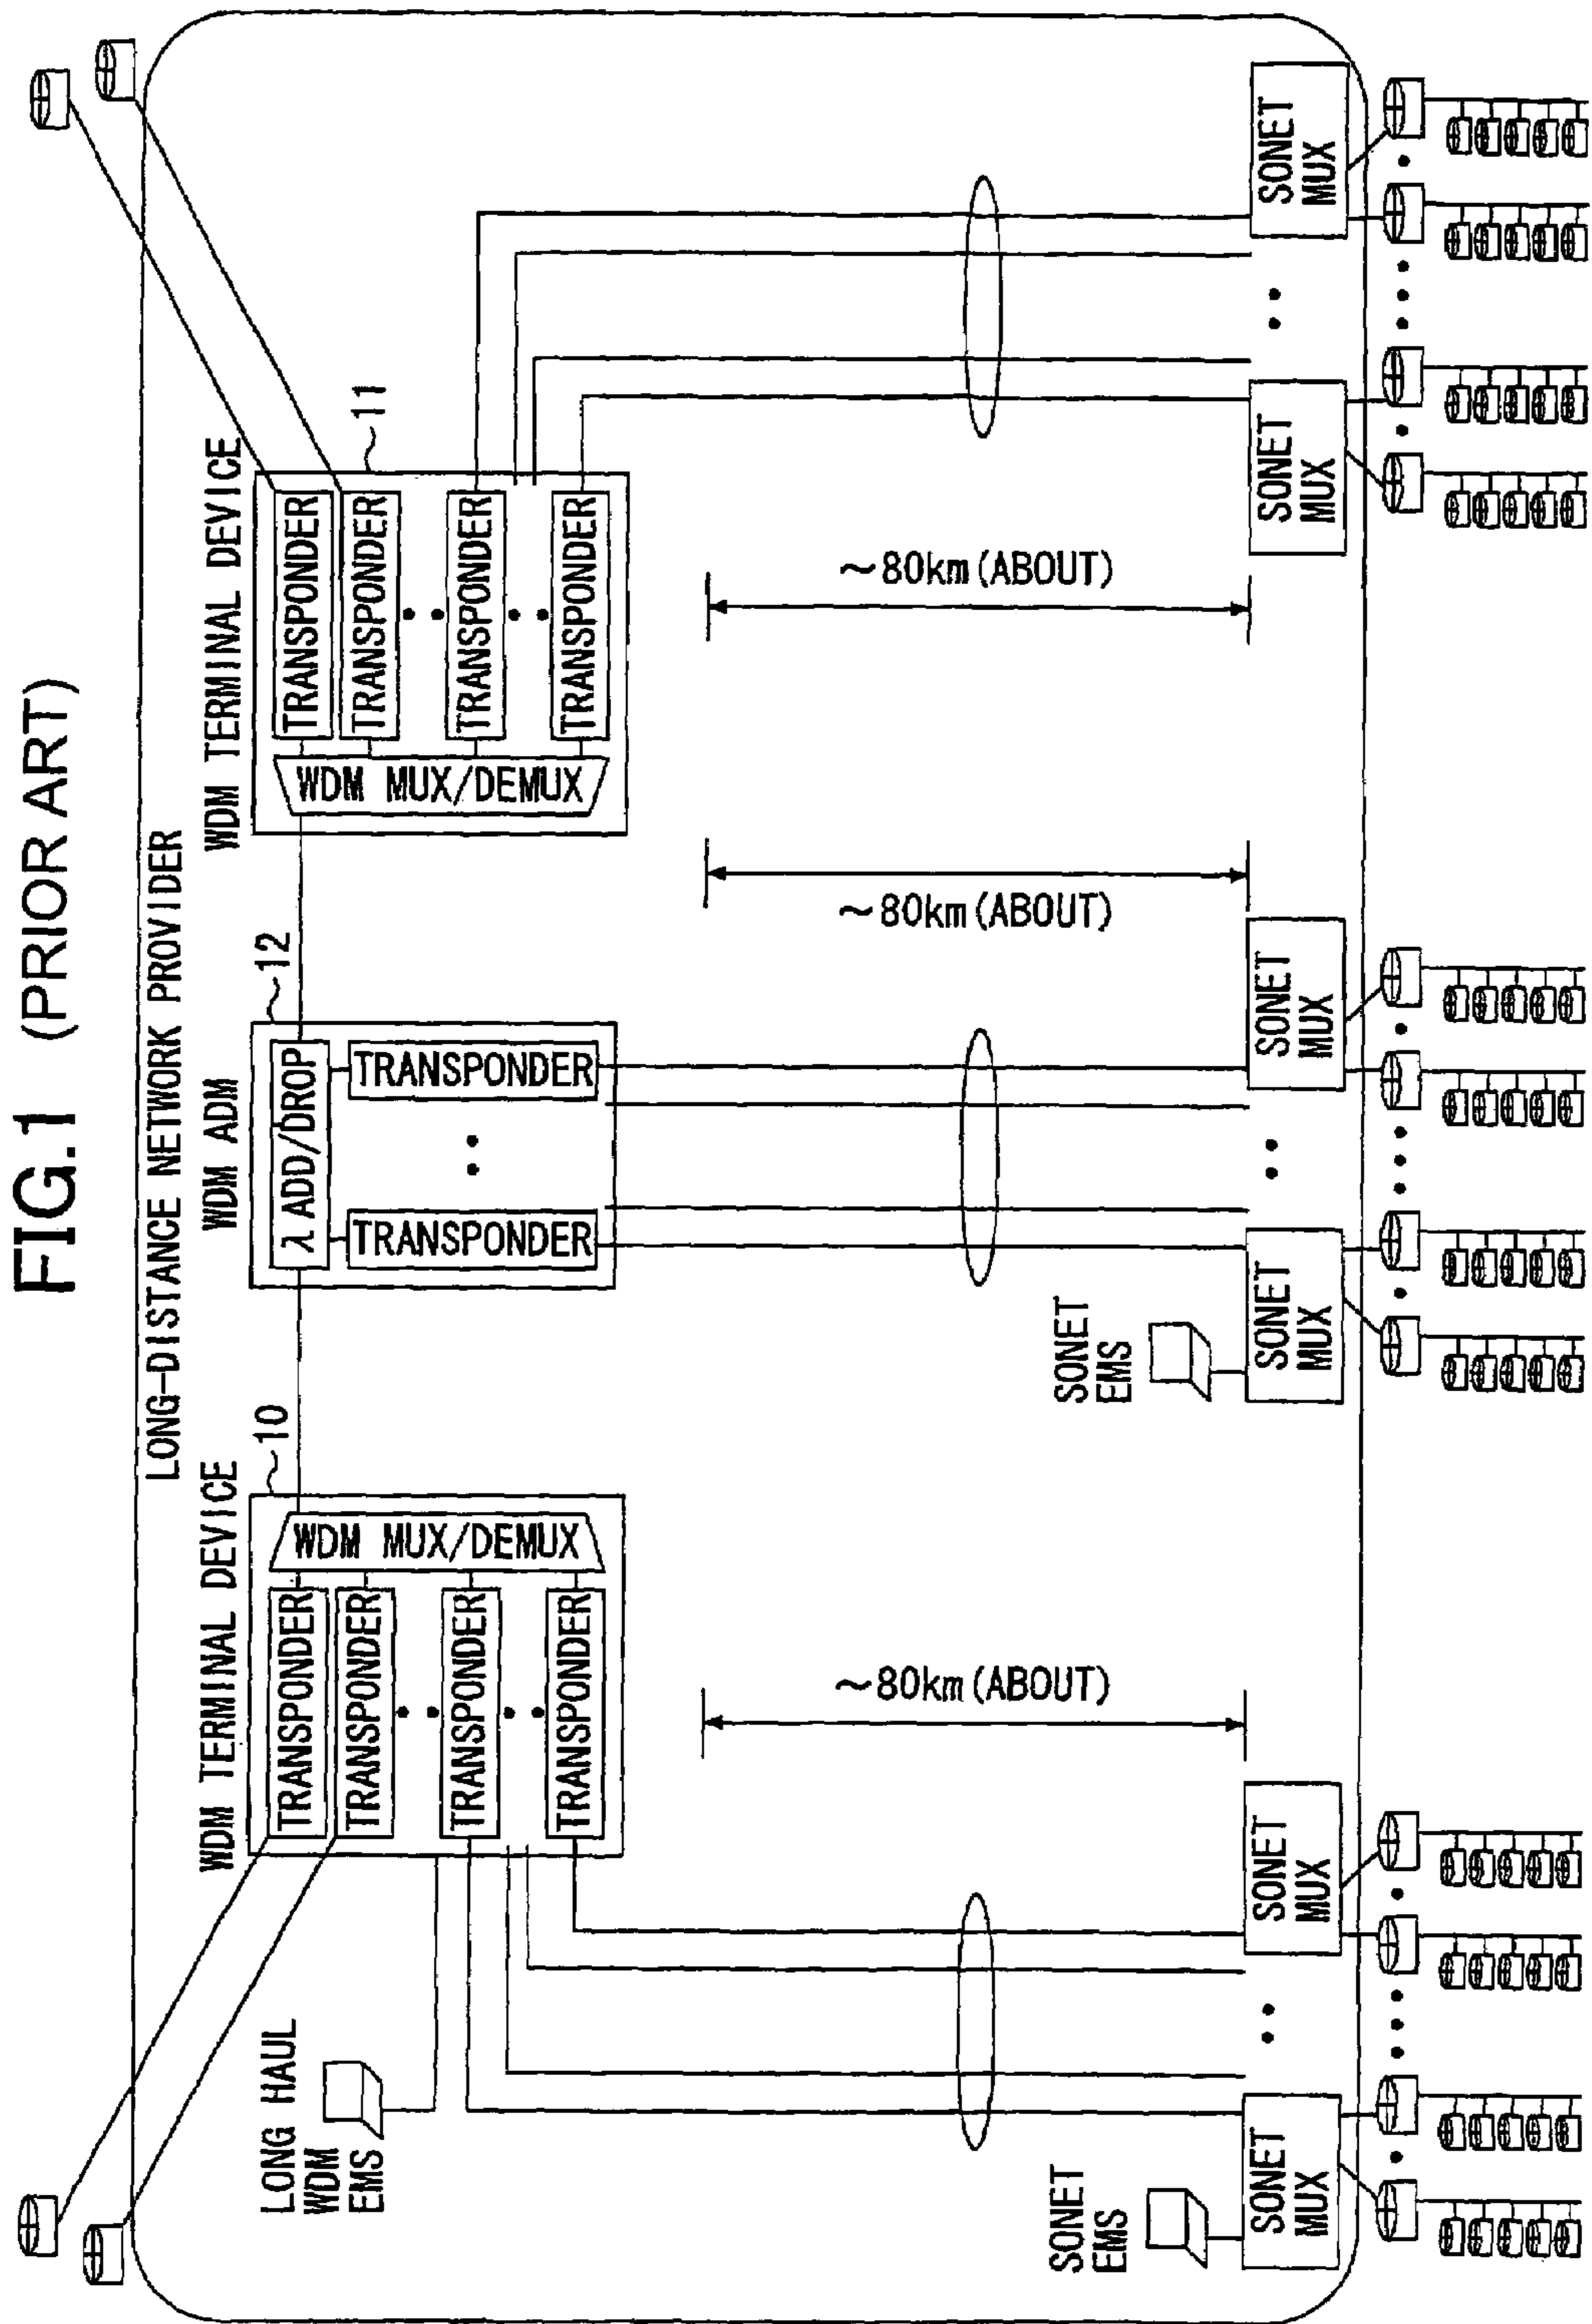 FIG.1 (PRIOR ART)
LONG-DISTANCE NETWORK PROVIDER
WDM TERMINAL DEVICE
10
TRANSPONDER
TRANSPONDER
TRANSPONDER
TRANSPONDER
WDM MUX/DEMUX
LONG HAUL
WDM
EMS
WDM ADM
12
λ ADD/DROP
TRANSPONDER
TRANSPONDER
WDM TERMINAL DEVICE
11
WDM MUX/DEMUX
TRANSPONDER
TRANSPONDER
TRANSPONDER
TRANSPONDER
~80km(ABOUT)
~80km(ABOUT)
~80km(ABOUT)
SONET
EMS
SONET
MUX
SONET
MUX
SONET
EMS
SONET
MUX
SONET
MUX
SONET
MUX
SONET
MUX